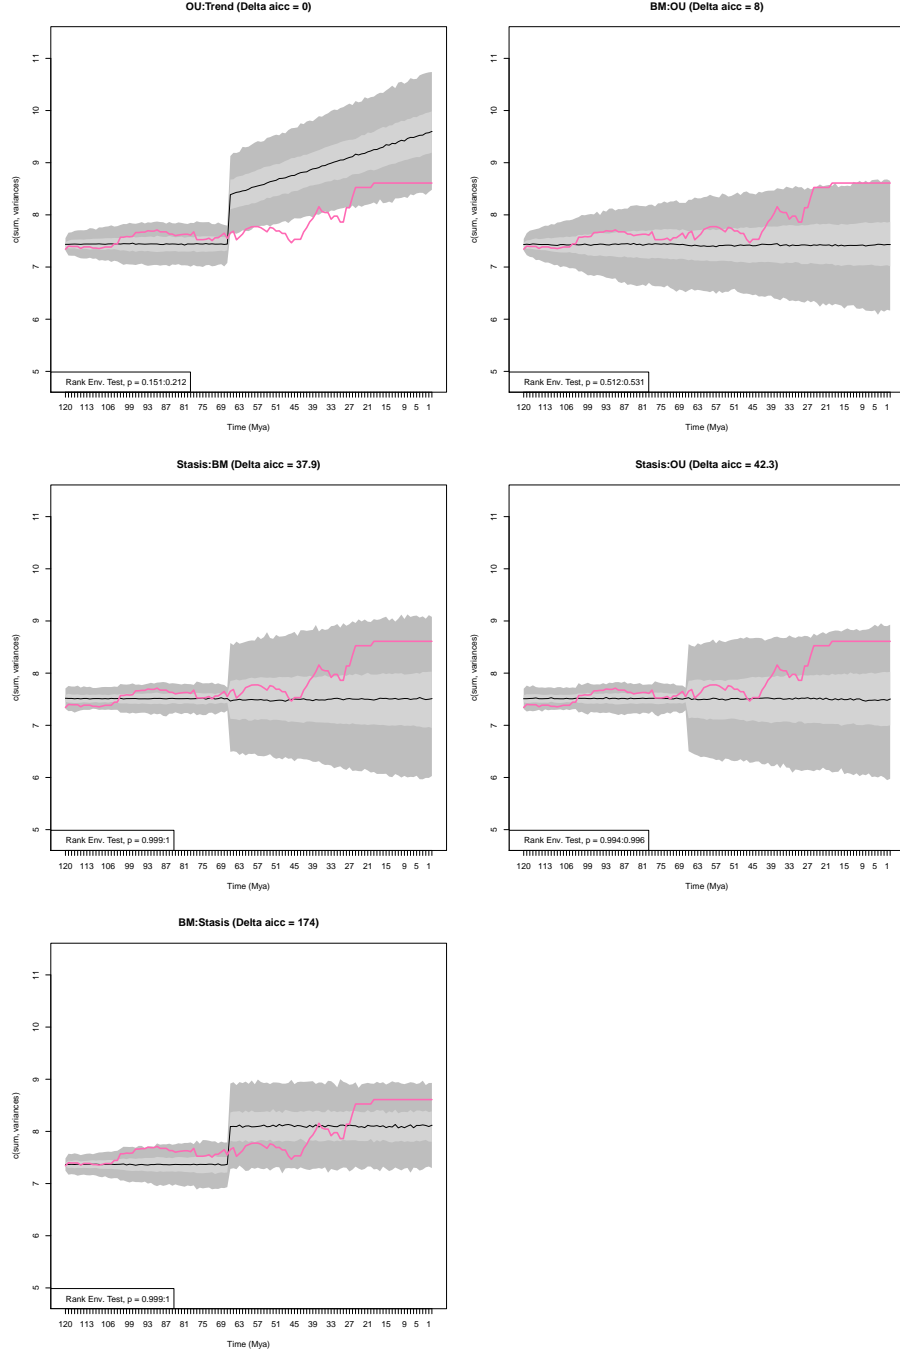 OU:Trend (Delta aicc = 0)
c(sum, variances)
5 6 7 8 9 10 11
Rank Env. Test, p = 0.151:0.212
120 113 106 99 93 87 81 75 69 63 57 51 45 39 33 27 21 15 9 5 1
Time (Mya)
BM:OU (Delta aicc = 8)
c(sum, variances)
5 6 7 8 9 10 11
Rank Env. Test, p = 0.512:0.531
120 113 106 99 93 87 81 75 69 63 57 51 45 39 33 27 21 15 9 5 1
Time (Mya)
Stasis:BM (Delta aicc = 37.9)
c(sum, variances)
5 6 7 8 9 10 11
Rank Env. Test, p = 0.999:1
120 113 106 99 93 87 81 75 69 63 57 51 45 39 33 27 21 15 9 5 1
Time (Mya)
Stasis:OU (Delta aicc = 42.3)
c(sum, variances)
5 6 7 8 9 10 11
Rank Env. Test, p = 0.994:0.996
120 113 106 99 93 87 81 75 69 63 57 51 45 39 33 27 21 15 9 5 1
Time (Mya)
BM:Stasis (Delta aicc = 174)
c(sum, variances)
5 6 7 8 9 10 11
Rank Env. Test, p = 0.999:1
120 113 106 99 93 87 81 75 69 63 57 51 45 39 33 27 21 15 9 5 1
Time (Mya)